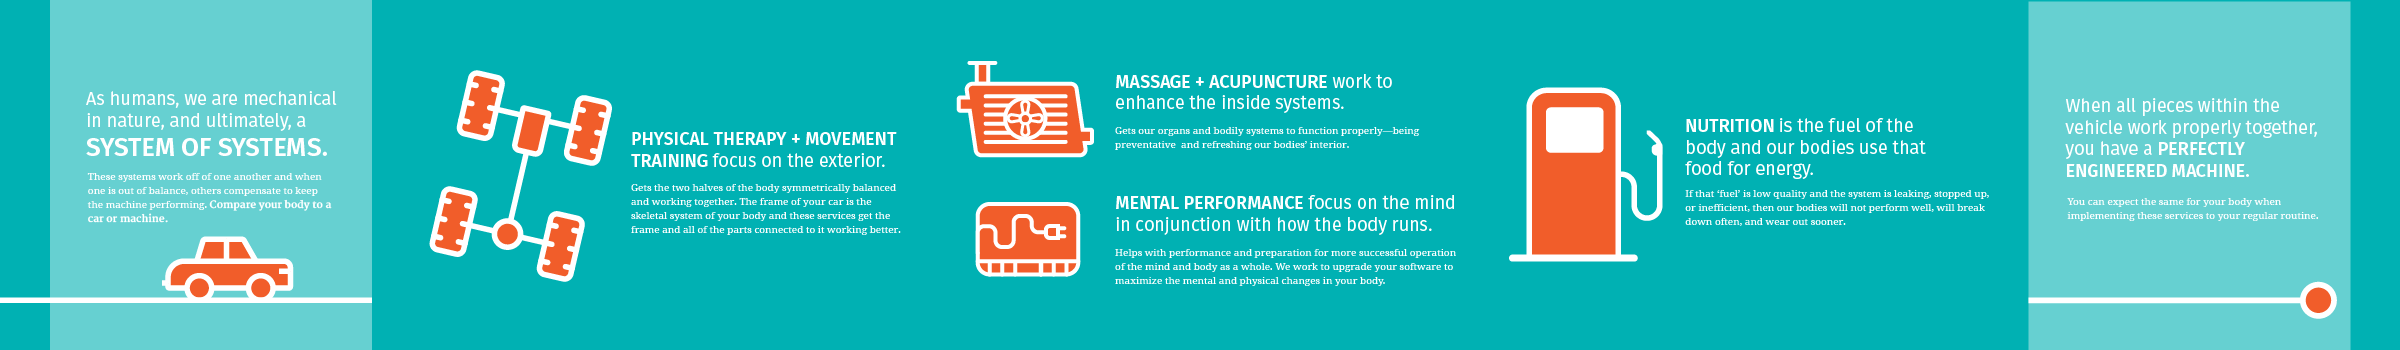 As humans, we are mechanical
in nature, and ultimately, a
SYSTEM OF SYSTEMS.
These systems work off of one another and when
one is out of balance, others compensate to keep
the machine performing. Compare your body to a
car or machine.
PHYSICAL THERAPY + MOVEMENT
TRAINING focus on the exterior.
Gets the two halves of the body symmetrically balanced
and working together. The frame of your car is the
skeletal system of your body and these services get the
frame and all of the parts connected to it working better.
MASSAGE + ACUPUNCTURE work to
enhance the inside systems.
Gets our organs and bodily systems to function properly—being
preventative and refreshing our bodies' interior.
MENTAL PERFORMANCE focus on the mind
in conjunction with how the body runs.
Helps with performance and preparation for more successful operation
of the mind and body as a whole. We work to upgrade your software to
maximize the mental and physical changes in your body.
NUTRITION is the fuel of the
body and our bodies use that
food for energy.
If that 'fuel' is low quality and the system is leaking, stopped up,
or inefficient, then our bodies will not perform well, will break
down often, and wear out sooner.
When all pieces within the
vehicle work properly together,
you have a PERFECTLY
ENGINEERED MACHINE.
You can expect the same for your body when
implementing these services to your regular routine.